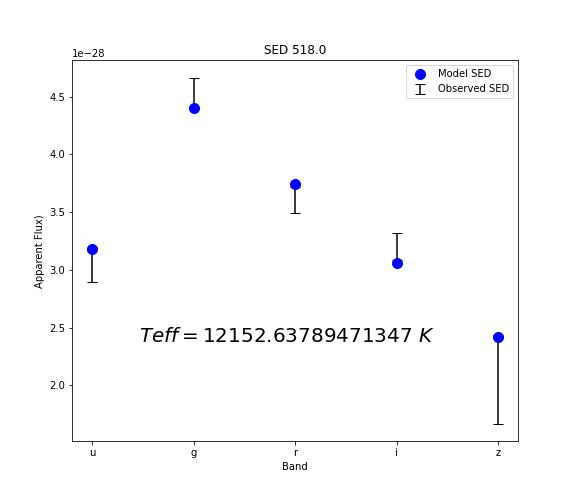 SED 518.0
1e−28
Model SED
Observed SED
4.5
4.0
3.5
3.0
2.5
2.0
Apparent Flux)
Teff = 12152.63789471347 K
u g r i z
Band